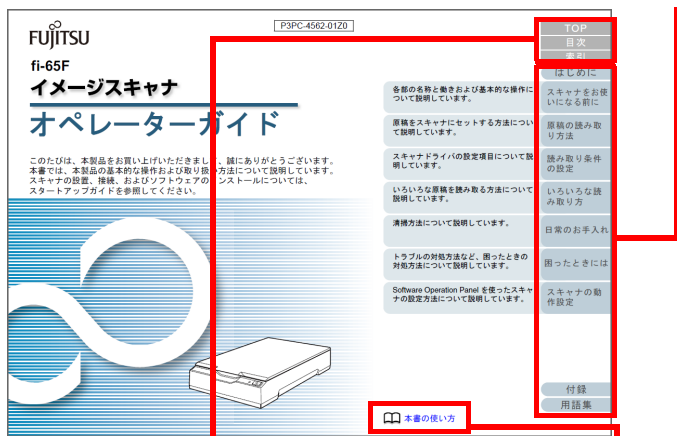 P3PC-4562-01Z0
FUJITSU
fi-65F
イメージスキャナ
オペレーターガイド
このたびは、本製品をお買い上げいただきまして、誠にありがとうございます。
本書では、本製品の基本的な操作および取り扱い方法について説明しています。
スキャナの設置、接続、およびソフトウェアのインストールについては、
スタートアップガイドを参照してください。
TOP
目次
索引
はじめに
各部の名称と働きおよび基本的な操作に
ついて説明しています。
スキャナをお使
いになる前に
原稿をスキャナにセットする方法につい
て説明しています。
原稿の読み取
り方法
スキャナドライバの設定項目について説
明しています。
読み取り条件
の設定
いろいろな原稿を読み取る方法について
説明しています。
いろいろな読
み取り方
清掃方法について説明しています。
日常のお手入れ
トラブルの対処方法など、困ったときの
対処方法について説明しています。
困ったときには
Software Operation Panel を使ったスキャ
ナの設定方法について説明しています。
スキャナの動
作設定
付録
用語集
本書の使い方